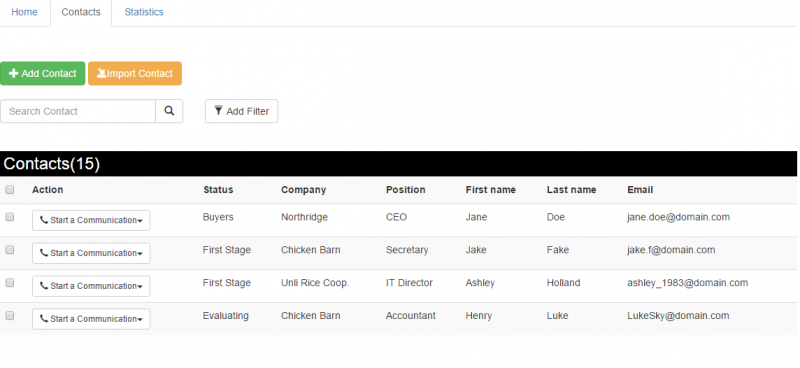 Home Contacts Statistics
Add Contact Import Contact
Search Contact Add Filter
Contacts(15)
Action Status Company Position First name Last name Email
Start a Communication Buyers Northridge CEO Jane Doe jane.doe@domain.com
Start a Communication First Stage Chicken Barn Secretary Jake Fake jake.f@domain.com
Start a Communication First Stage Unli Rice Coop. IT Director Ashley Holland ashley_1983@domain.com
Start a Communication Evaluating Chicken Barn Accountant Henry Luke LukeSky@domain.com